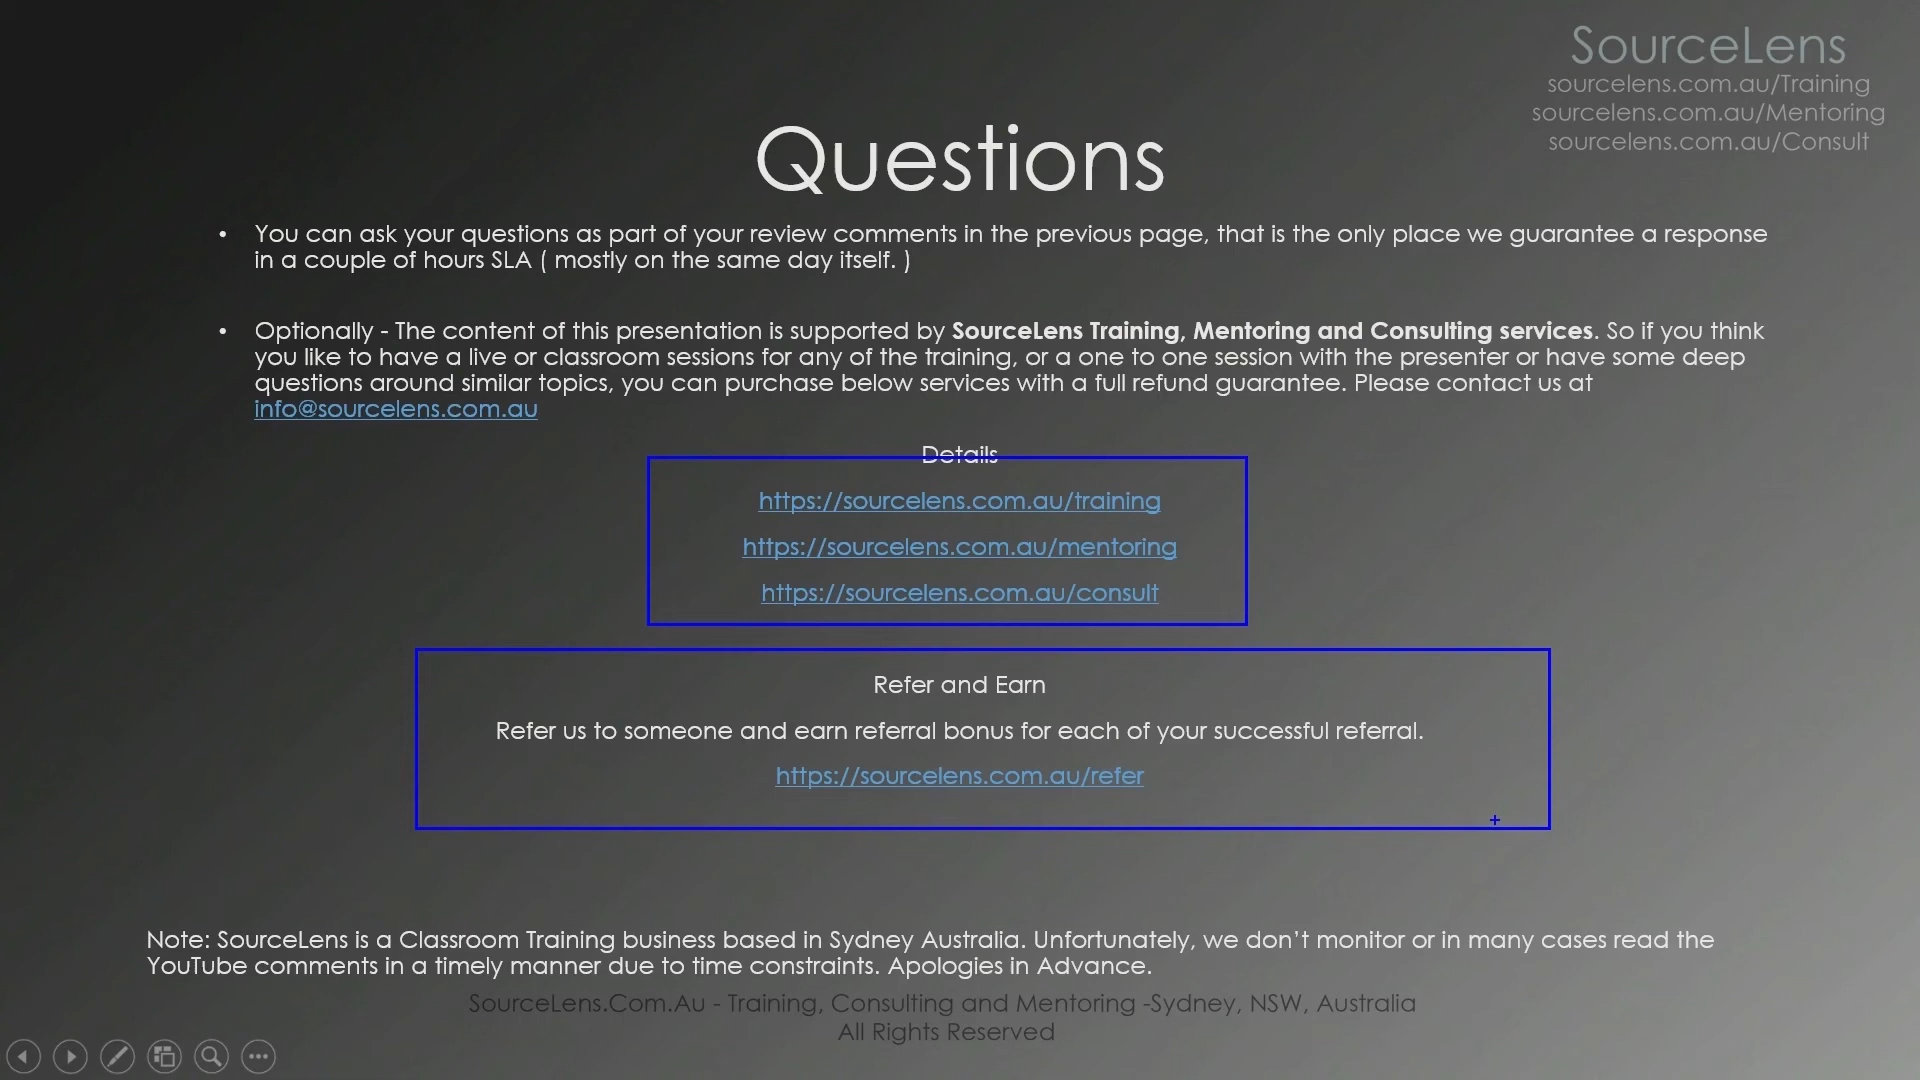 SourceLens
sourcelens.com.au/Training
sourcelens.com.au/Mentoring
sourcelens.com.au/Consult
Questions
• You can ask your questions as part of your review comments in the previous page, that is the only place we guarantee a response
in a couple of hours SLA ( mostly on the same day itself. )
• Optionally - The content of this presentation is supported by SourceLens Training, Mentoring and Consulting services. So if you think
you like to have a live or classroom sessions for any of the training, or a one to one session with the presenter or have some deep
questions around similar topics, you can purchase below services with a full refund guarantee. Please contact us at
info@sourcelens.com.au
Details
https://sourcelens.com.au/training
https://sourcelens.com.au/mentoring
https://sourcelens.com.au/consult
Refer and Earn
Refer us to someone and earn referral bonus for each of your successful referral.
https://sourcelens.com.au/refer
Note: SourceLens is a Classroom Training business based in Sydney Australia. Unfortunately, we don’t monitor or in many cases read the
YouTube comments in a timely manner due to time constraints. Apologies in Advance.
SourceLens.Com.Au - Training, Consulting and Mentoring -Sydney, NSW, Australia
All Rights Reserved